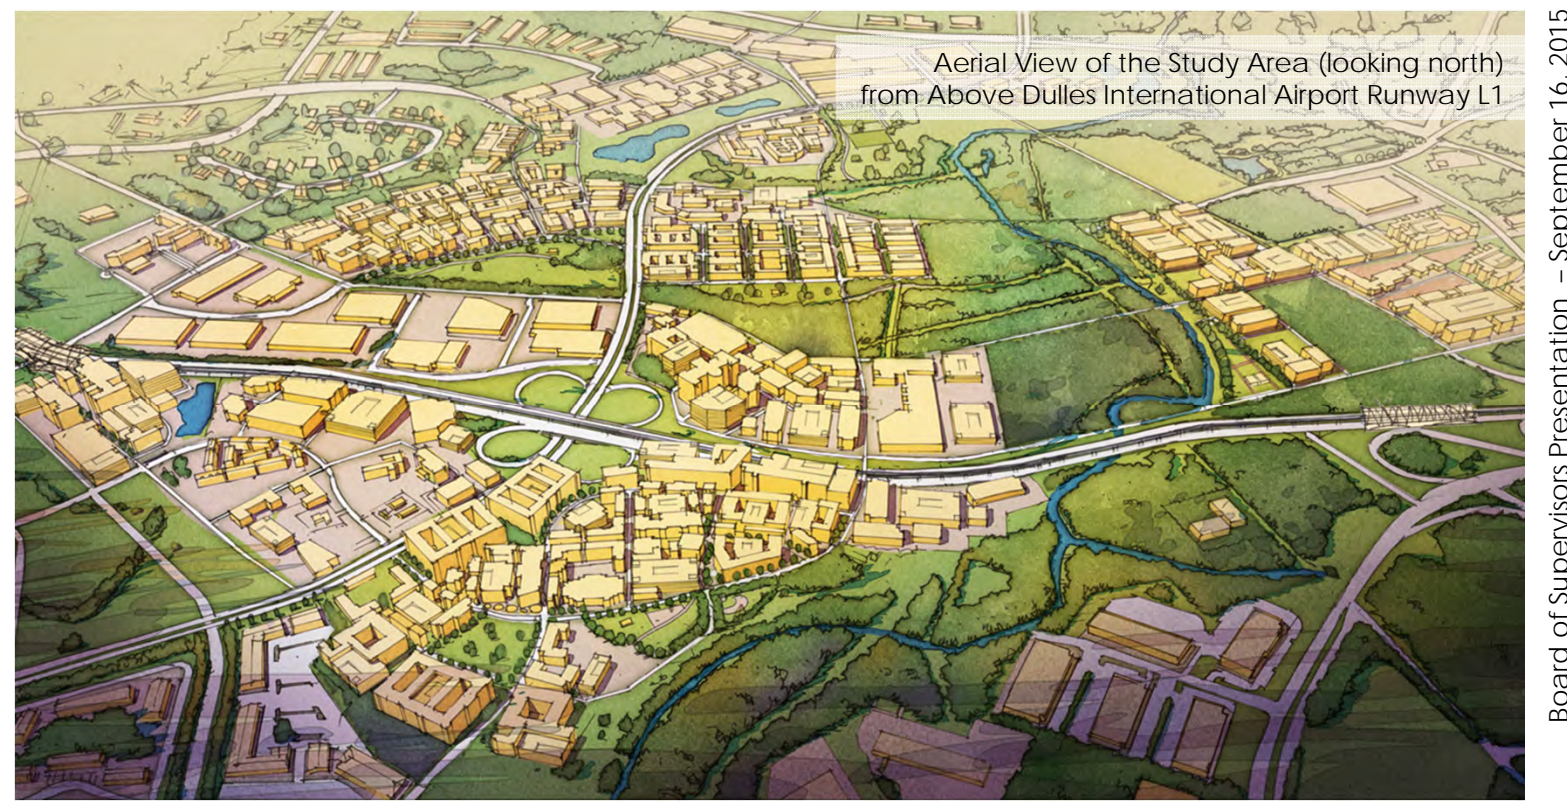 Aerial View of the Study Area (looking north)
from Above Dulles International Airport Runway L1
Board of Supervisors Presentation – September 16, 2015